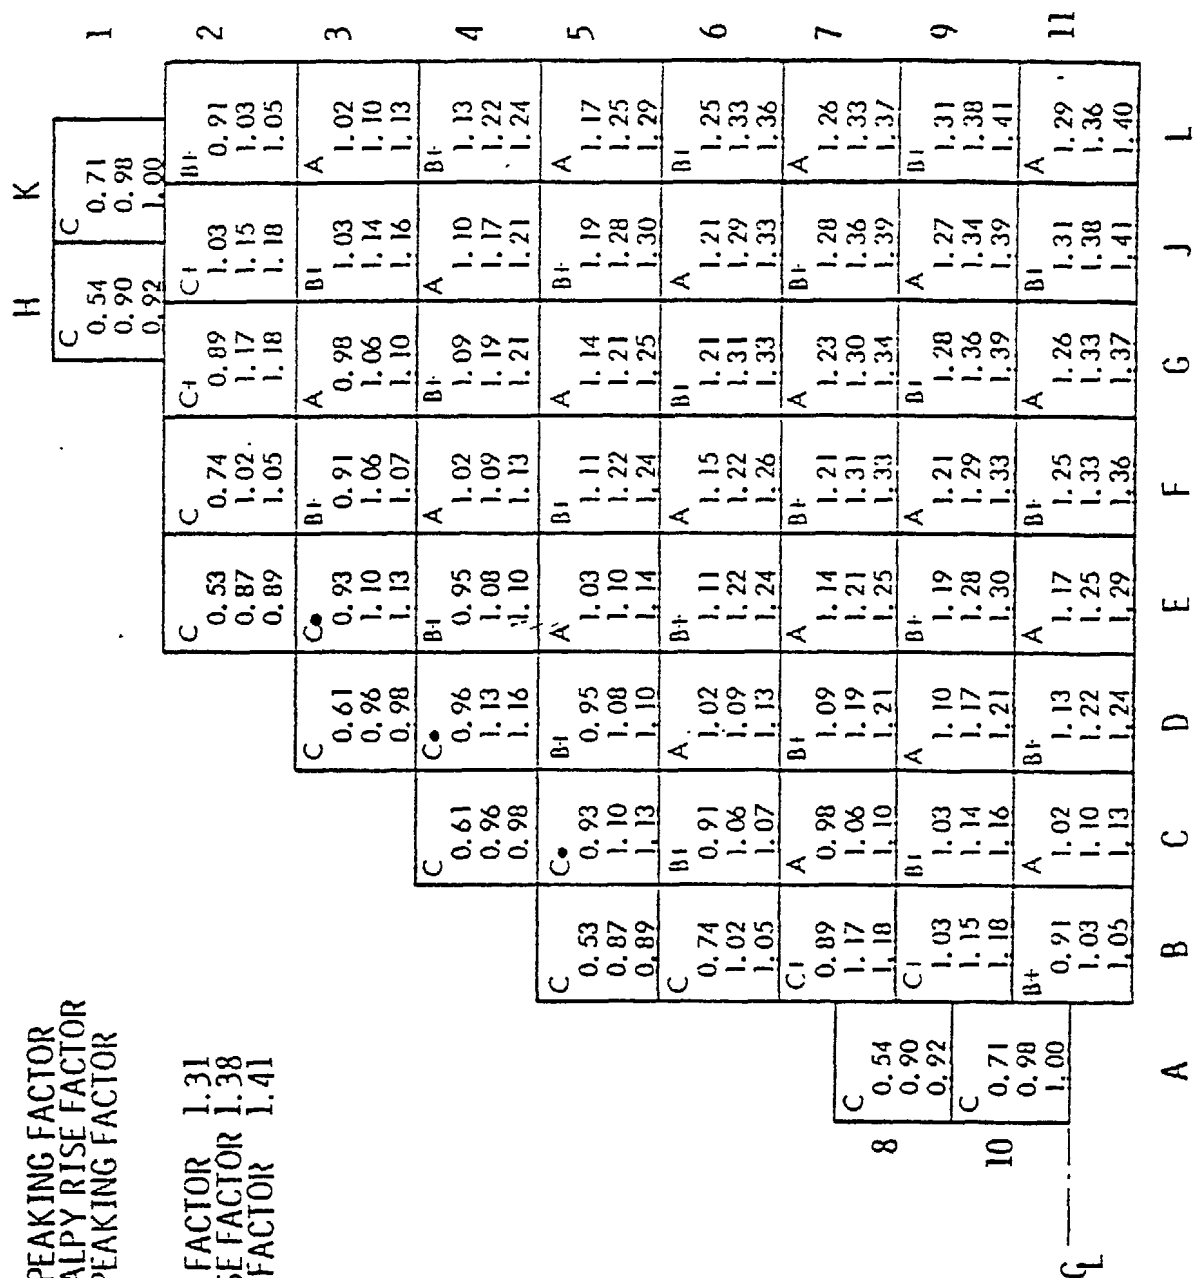 PEAKING FACTOR
ALPY RISE FACTOR
PEAKING FACTOR
FACTOR 1.31
SE FACTOR 1.38
FACTOR 1.41
H K
1
C C
0.54 0.71
0.90 0.98
0.92 1.00
2
C C C+ C+ B+
0.53 0.74 0.89 1.03 0.91
0.87 1.02 1.17 1.15 1.03
0.89 1.05 1.18 1.18 1.05
3
C C● B+ A B+ A
0.61 0.93 0.91 0.98 1.03 1.02
0.96 1.10 1.06 1.06 1.14 1.10
0.98 1.13 1.07 1.10 1.16 1.13
4
C C● B+ A B+ A B+
0.61 0.96 0.95 1.02 1.09 1.10 1.13
0.96 1.13 1.08 1.09 1.19 1.17 1.22
0.98 1.16 1.10 1.13 1.21 1.21 1.24
5
C C● B+ A B+ A B+ A
0.53 0.93 0.95 1.03 1.11 1.14 1.19 1.17
0.87 1.10 1.08 1.10 1.22 1.21 1.28 1.25
0.89 1.13 1.10 1.14 1.24 1.25 1.30 1.29
6
C B+ A B+ A B+ A B+
0.74 0.91 1.02 1.11 1.15 1.21 1.21 1.25
1.02 1.06 1.09 1.22 1.22 1.31 1.29 1.33
1.05 1.07 1.13 1.24 1.26 1.33 1.33 1.36
7
C+ A B+ A B+ A B+ A
0.89 0.98 1.09 1.14 1.21 1.23 1.28 1.26
1.17 1.06 1.19 1.21 1.31 1.30 1.36 1.33
1.18 1.10 1.21 1.25 1.33 1.34 1.39 1.37
8
C
0.54
0.90
0.92
9
C+ B+ A B+ A B+ A B+
1.03 1.03 1.10 1.19 1.21 1.28 1.27 1.31
1.15 1.14 1.17 1.28 1.29 1.36 1.34 1.38
1.18 1.16 1.21 1.30 1.33 1.39 1.39 1.41
10
C
0.71
0.98
1.00
11
B+ A B+ A B+ A B+ A
0.91 1.02 1.13 1.17 1.25 1.26 1.31 1.29
1.03 1.10 1.22 1.25 1.33 1.33 1.38 1.36
1.05 1.13 1.24 1.29 1.36 1.37 1.41 1.40
CL
A B C D E F G J L